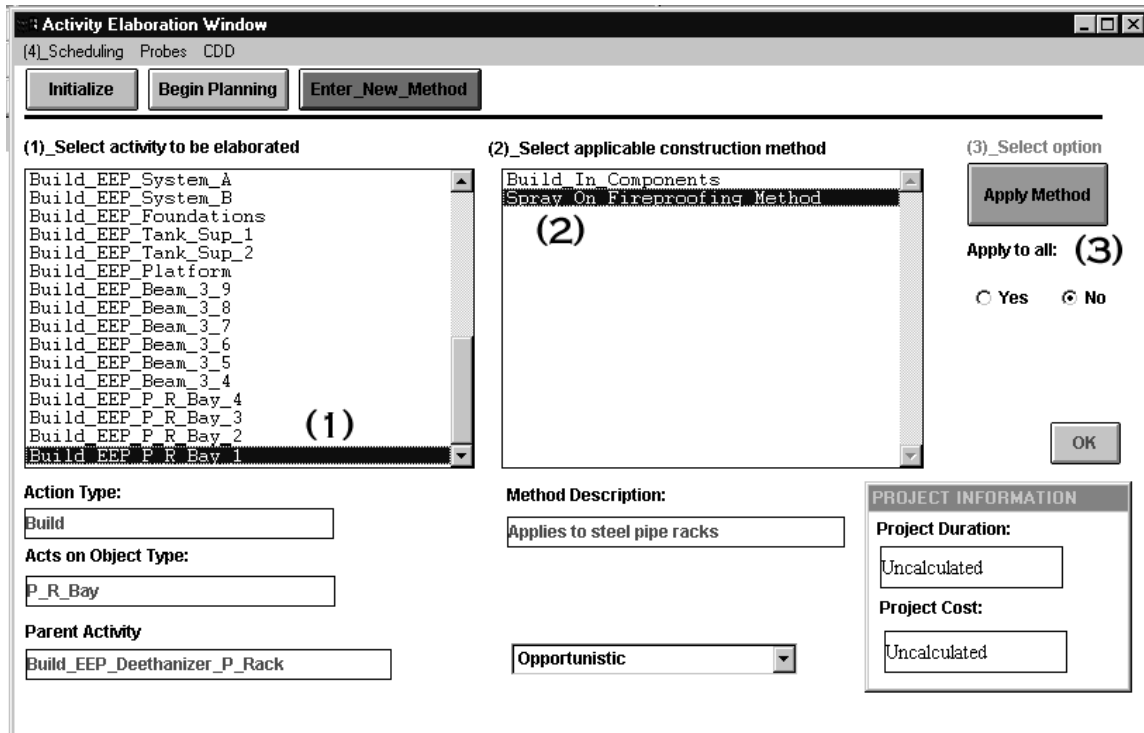 Activity Elaboration Window
(4)_Scheduling Probes CDD
Initialize Begin Planning Enter_New_Method
(1)_Select activity to be elaborated
Build_EEP_System_A
Build_EEP_System_B
Build_EEP_Foundations
Build_EEP_Tank_Sup_1
Build_EEP_Tank_Sup_2
Build_EEP_Platform
Build_EEP_Beam_3_9
Build_EEP_Beam_3_8
Build_EEP_Beam_3_7
Build_EEP_Beam_3_6
Build_EEP_Beam_3_5
Build_EEP_Beam_3_4
Build_EEP_P_R_Bay_4
Build_EEP_P_R_Bay_3
Build_EEP_P_R_Bay_2
Build_EEP_P_R_Bay_1
(1)
(2)_Select applicable construction method
Build_In_Components
Spray_On_Fireproofing_Method
(2)
(3)_Select option
Apply Method
Apply to all: (3)
Yes No
OK
Action Type:
Build
Acts on Object Type:
P_R_Bay
Parent Activity
Build_EEP_Deethanizer_P_Rack
Method Description:
Applies to steel pipe racks
Opportunistic
PROJECT INFORMATION
Project Duration:
Uncalculated
Project Cost:
Uncalculated